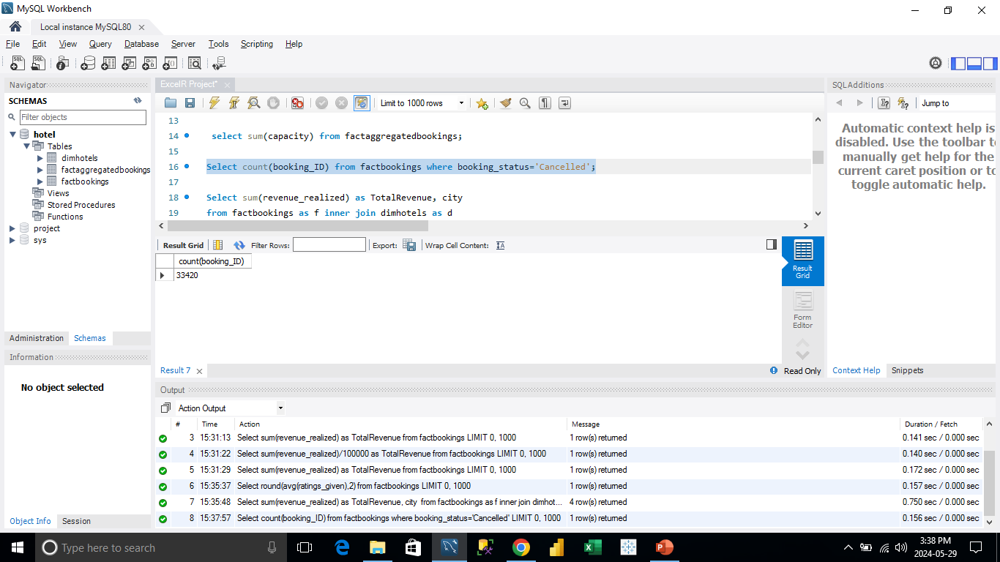 MySQL Workbench
Local instance MySQL80
File Edit View Query Database Server Tools Scripting Help
Navigator
SCHEMAS
Filter objects
hotel
Tables
dimhotels
factaggregatedbookings
factbookings
Views
Stored Procedures
Functions
project
sys
Administration Schemas
Information
No object selected
Object Info Session
ExcelR Project*
Limit to 1000 rows
13
14 select sum(capacity) from factaggregatedbookings;
15
16 Select count(booking_ID) from factbookings where booking_status='Cancelled';
17
18 Select sum(revenue_realized) as TotalRevenue, city
19 from factbookings as f inner join dimhotels as d
Result Grid Filter Rows: Export: Wrap Cell Content:
count(booking_ID)
33420
Result
Grid
Form
Editor
Result 7
Read Only
SQLAdditions
Jump to
Automatic context help is
disabled. Use the toolbar to
manually get help for the
current caret position or to
toggle automatic help.
Context Help Snippets
Output
Action Output
# Time Action Message Duration / Fetch
3 15:31:13 Select sum(revenue_realized) as TotalRevenue from factbookings LIMIT 0, 1000 1 row(s) returned 0.141 sec / 0.000 sec
4 15:31:22 Select sum(revenue_realized)/100000 as TotalRevenue from factbookings LIMIT 0, 1000 1 row(s) returned 0.140 sec / 0.000 sec
5 15:31:29 Select sum(revenue_realized) as TotalRevenue from factbookings LIMIT 0, 1000 1 row(s) returned 0.172 sec / 0.000 sec
6 15:35:37 Select round(avg(ratings_given),2) from factbookings LIMIT 0, 1000 1 row(s) returned 0.157 sec / 0.000 sec
7 15:35:48 Select sum(revenue_realized) as TotalRevenue, city from factbookings as f inner join dimhot... 4 row(s) returned 0.750 sec / 0.000 sec
8 15:37:57 Select count(booking_ID) from factbookings where booking_status='Cancelled' LIMIT 0, 1000 1 row(s) returned 0.156 sec / 0.000 sec
Type here to search
3:38 PM
2024-05-29